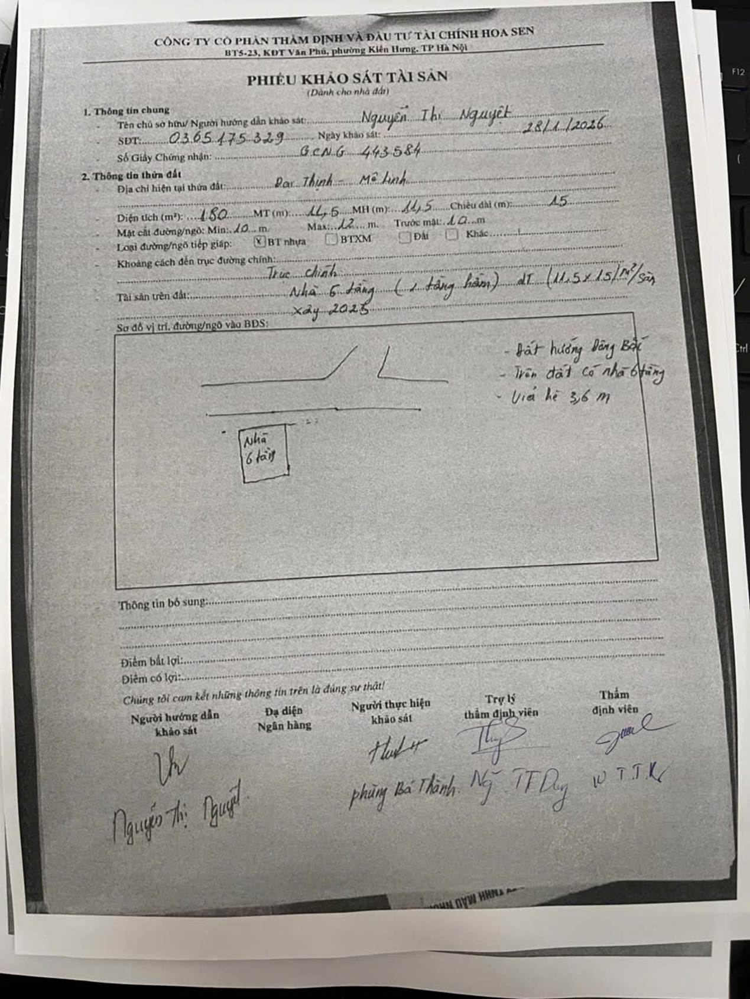 CÔNG TY CỔ PHẦN THẨM ĐỊNH VÀ ĐẦU TƯ TÀI CHÍNH HOA SEN
BT5-23, KĐT Văn Phú, phường Kiến Hưng, TP Hà Nội
PHIẾU KHẢO SÁT TÀI SẢN
(Dành cho nhà đất)
1. Thông tin chung
- Tên chủ sở hữu/ Người hướng dẫn khảo sát: Nguyễn Thị Nguyệt
- SĐT: 0365175329 Ngày khảo sát: 28/1/2026
- Số Giấy Chứng nhận: GCN G 443584
2. Thông tin thửa đất
- Địa chỉ hiện tại thửa đất: Đại Thịnh - Mê Linh
- Diện tích (m²): 180 MT (m): 11,5 MH (m): 11,5 Chiều dài (m): 15
- Mặt cắt đường/ngõ: Min: 10 m. Max: 12 m. Trước mặt: 10 m
- Loại đường/ngõ tiếp giáp: x BT nhựa BTXM Đất Khác
- Khoảng cách đến trục đường chính:
Trục chính
- Tài sản trên đất: Nhà 6 tầng (1 tầng hầm) dT (11.5x15)m²/sàn
xây 2025
- Sơ đồ vị trí, đường/ngõ vào BĐS:
- Đất hướng Đông Bắc
- Trên đất có nhà 6 tầng
- Vỉa hè 3,6 m
Nhà
6 tầng
- Thông tin bổ sung:
Điểm bất lợi:
Điểm có lợi:
Chúng tôi cam kết những thông tin trên là đúng sự thật!
Người hướng dẫn khảo sát
Đại diện Ngân hàng
Người thực hiện khảo sát
Trợ lý thẩm định viên
Thẩm định viên
Nguyễn Thị Nguyệt
Phùng Bá Thành